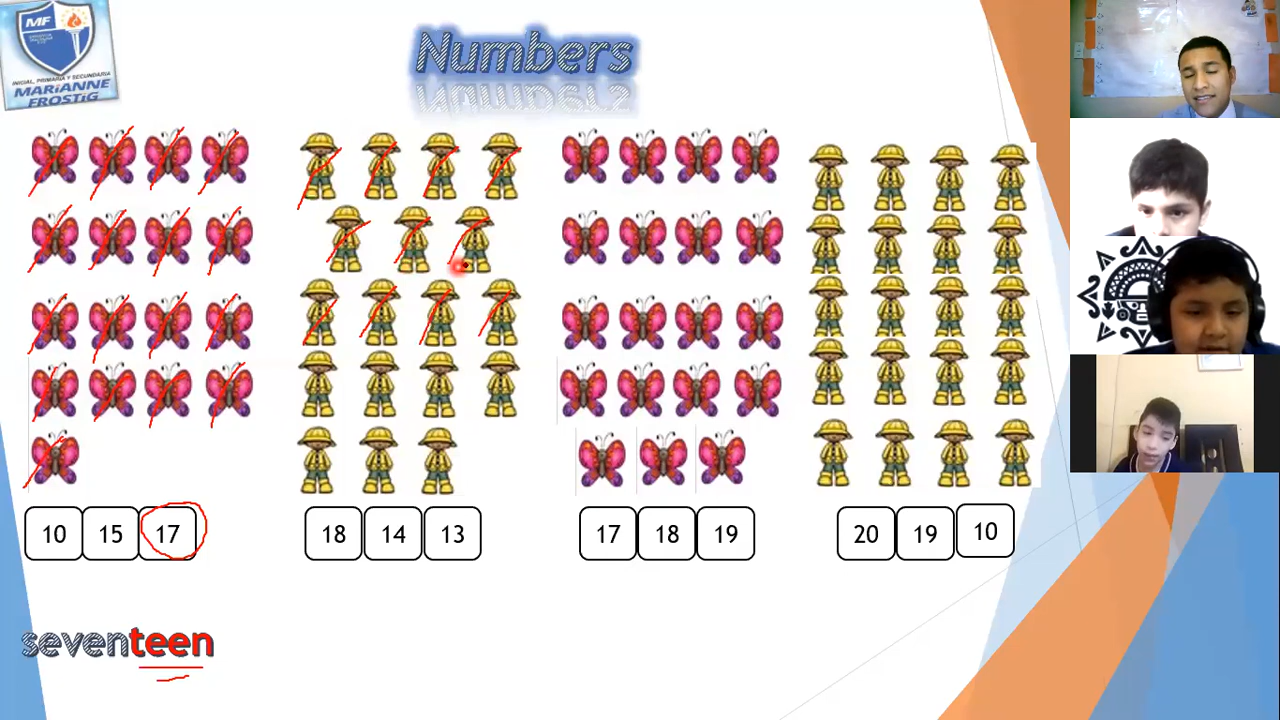 MF
INICIAL, PRIMARIA Y SECUNDARIA
MARIANNE
FROSTIG
Numbers
10 15 17
18 14 13
17 18 19
20 19 10
seventeen